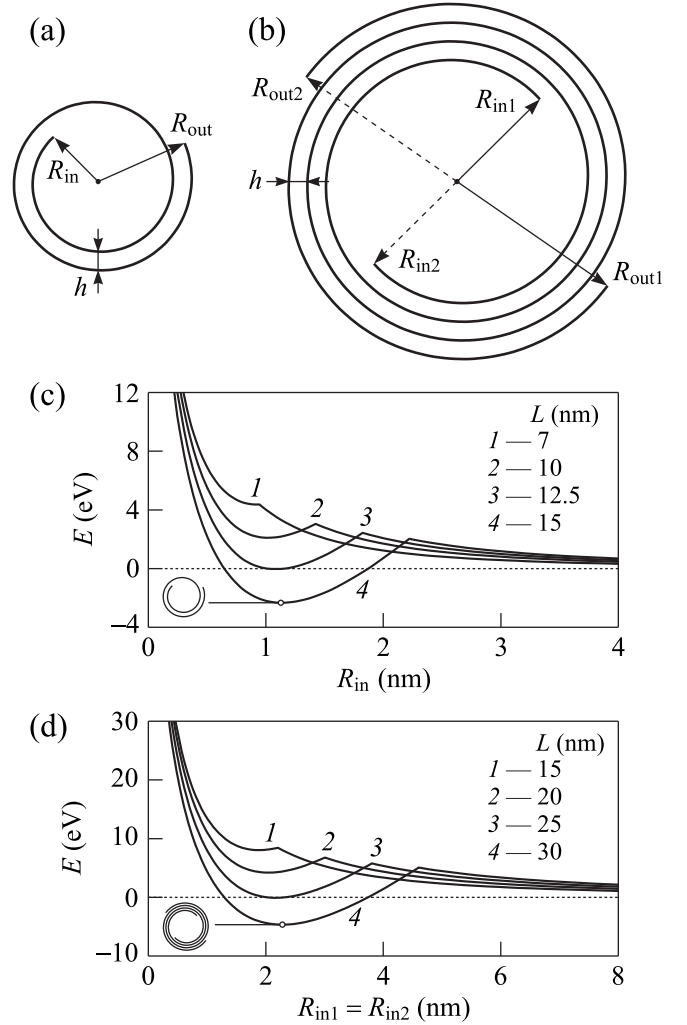 (a)
R_out
R_in
h
(b)
R_out2
R_in1
h
R_in2
R_out1
(c)
12
8
4
0
−4
E (eV)
L (nm)
1 — 7
2 — 10
3 — 12.5
4 — 15
1
2
3
4
0 1 2 3 4
R_in (nm)
(d)
30
20
10
0
−10
E (eV)
L (nm)
1 — 15
2 — 20
3 — 25
4 — 30
1
2
3
4
0 2 4 6 8
R_in1 = R_in2 (nm)